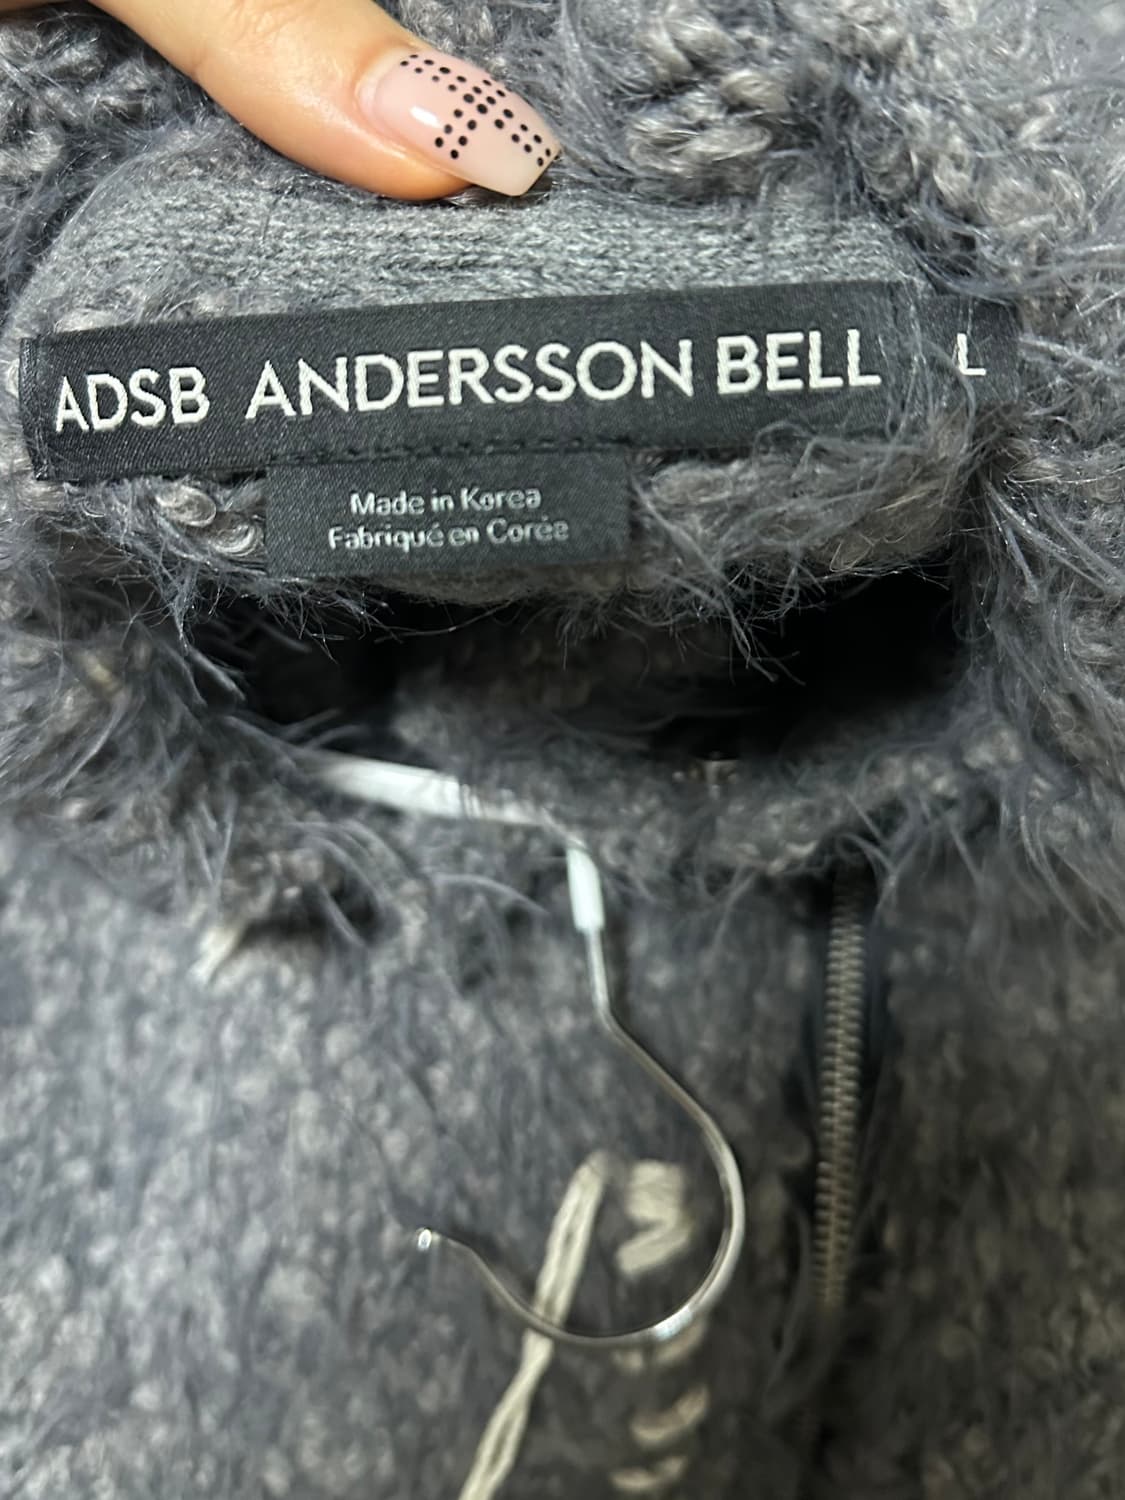 ADSB ANDERSSON BELL L
Made in Korea
Fabriqué en Corée